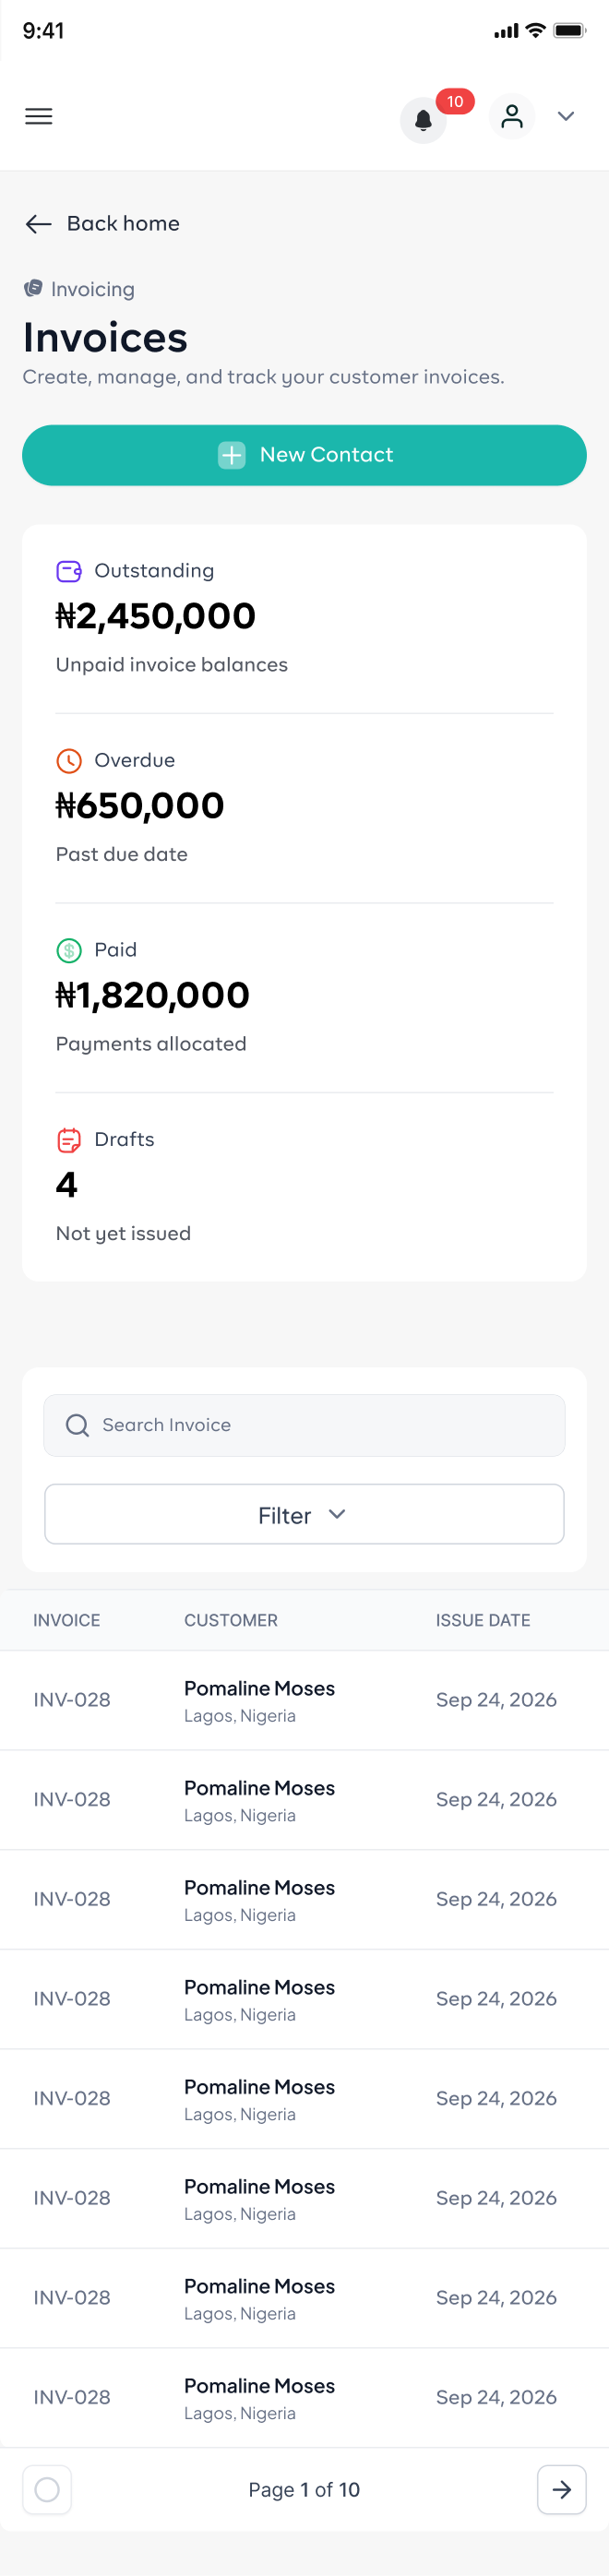 9:41
10
Back home
Invoicing
Invoices
Create, manage, and track your customer invoices.
New Contact
Outstanding
₦2,450,000
Unpaid invoice balances
Overdue
₦650,000
Past due date
Paid
₦1,820,000
Payments allocated
Drafts
4
Not yet issued
Search Invoice
Filter
INVOICE CUSTOMER ISSUE DATE
INV-028 Pomaline Moses Sep 24, 2026
Lagos, Nigeria
INV-028 Pomaline Moses Sep 24, 2026
Lagos, Nigeria
INV-028 Pomaline Moses Sep 24, 2026
Lagos, Nigeria
INV-028 Pomaline Moses Sep 24, 2026
Lagos, Nigeria
INV-028 Pomaline Moses Sep 24, 2026
Lagos, Nigeria
INV-028 Pomaline Moses Sep 24, 2026
Lagos, Nigeria
INV-028 Pomaline Moses Sep 24, 2026
Lagos, Nigeria
INV-028 Pomaline Moses Sep 24, 2026
Lagos, Nigeria
Page 1 of 10